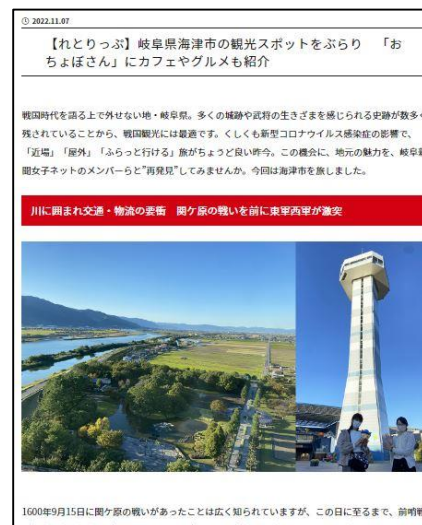 2022.11.07
【れとりっぷ】岐阜県海津市の観光スポットをぶらり 「お
ちょぼさん」にカフェやグルメも紹介
戦国時代を語る上で外せない地・岐阜県。多くの城跡や武将の生きざまを感じられる史跡が数多く
残されていることから、戦国観光には最適です。くしくも新型コロナウイルス感染症の影響で、
「近場」「屋外」「ふらっと行ける」旅がちょうど良い昨今。この機会に、地元の魅力を、岐阜新
聞女子ネットのメンバーらと”再発見”してみませんか。今回は海津市を旅しました。
川に囲まれ交通・物流の要衝 関ケ原の戦いを前に東軍西軍が激突
1600年9月15日に関ケ原の戦いがあったことは広く知られていますが、この日に至るまで、前哨戦